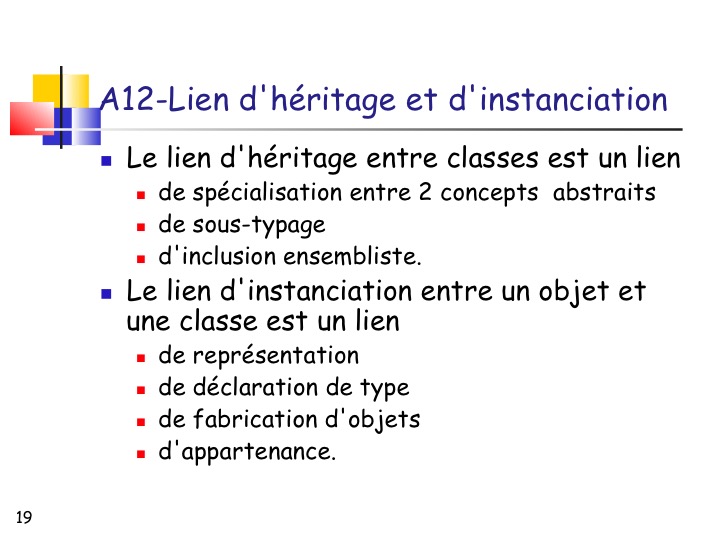 A12-Lien d'héritage et d'instanciation
Le lien d'héritage entre classes est un lien
de spécialisation entre 2 concepts abstraits
de sous-typage
d'inclusion ensembliste.
Le lien d'instanciation entre un objet et
une classe est un lien
de représentation
de déclaration de type
de fabrication d'objets
d'appartenance.
19